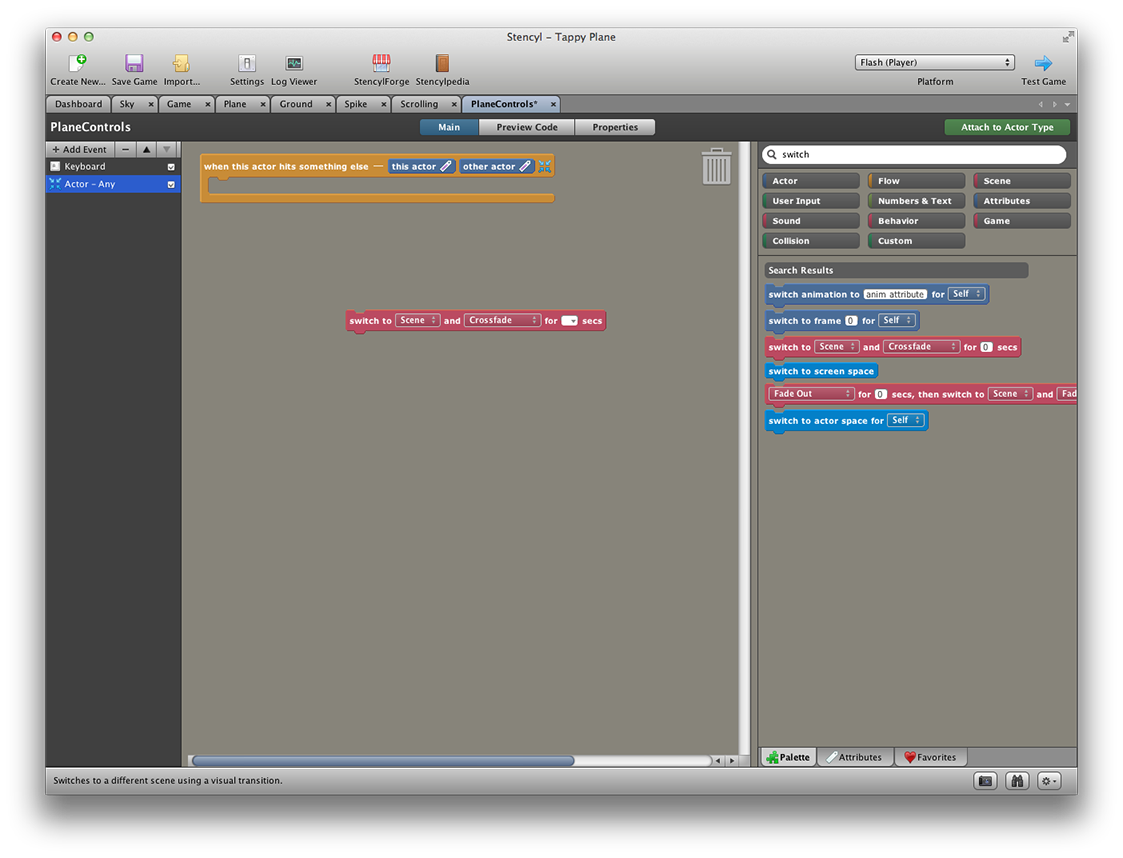 Stencyl – Tappy Plane
Create New... Save Game Import... Settings Log Viewer StencylForge Stencylpedia
Flash (Player)
Platform
Test Game
Dashboard Sky Game Plane Ground Spike Scrolling PlaneControls*
PlaneControls
Main Preview Code Properties
Attach to Actor Type
+ Add Event
Keyboard
Actor – Any
when this actor hits something else — this actor other actor
switch to Scene and Crossfade for secs
switch
Actor Flow Scene
User Input Numbers & Text Attributes
Sound Behavior Game
Collision Custom
Search Results
switch animation to anim attribute for Self
switch to frame 0 for Self
switch to Scene and Crossfade for 0 secs
switch to screen space
Fade Out for 0 secs, then switch to Scene and Fad
switch to actor space for Self
Palette Attributes Favorites
Switches to a different scene using a visual transition.